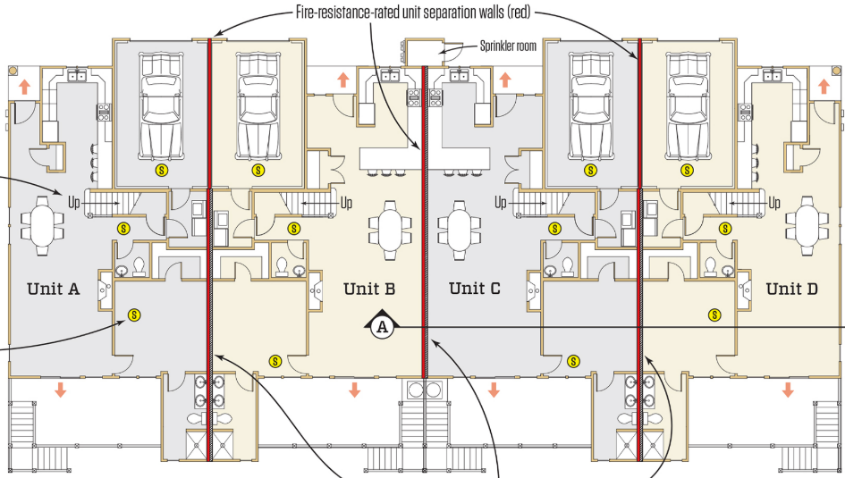 Fire-resistance-rated unit separation walls (red)
Sprinkler room
S
S
S
S
Up
Up
Up
Up
S
S
S
S
Unit A
Unit B
Unit C
Unit D
S
S
A
S
S